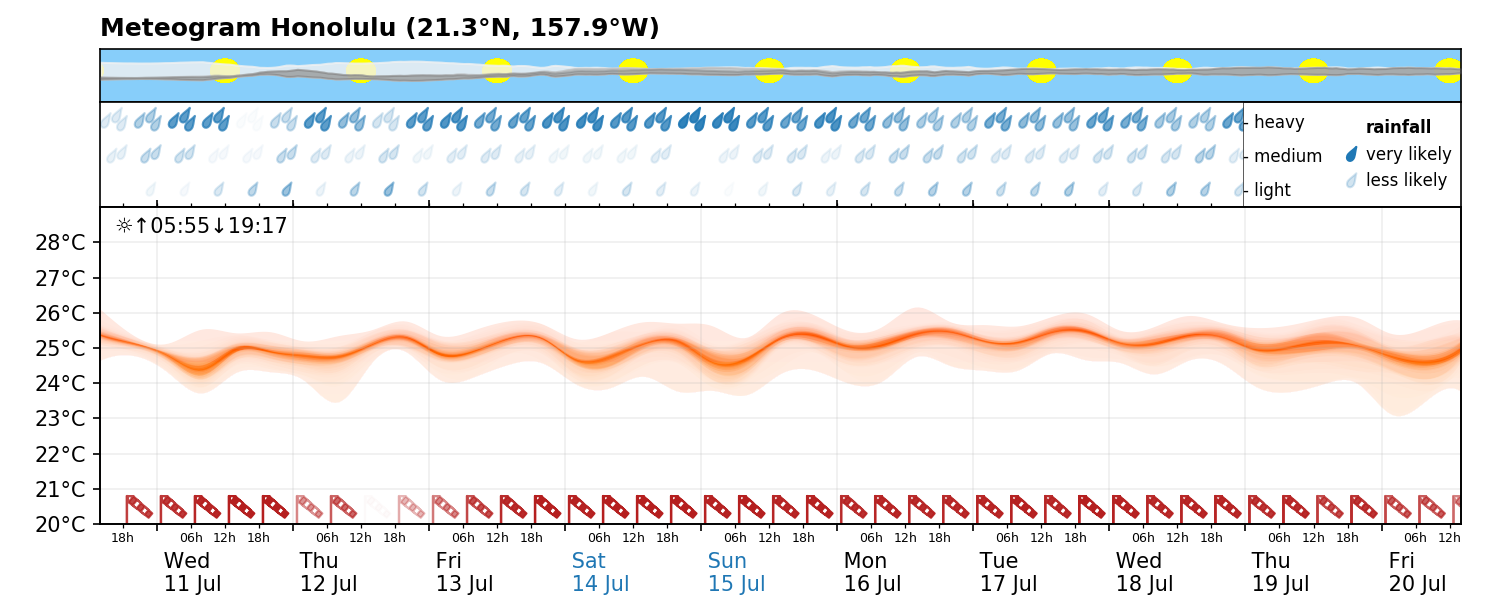 Meteogram Honolulu (21.3°N, 157.9°W)
heavy
medium
light
rainfall
very likely
less likely
☼↑05:55↓19:17
28°C
27°C
26°C
25°C
24°C
23°C
22°C
21°C
20°C
18h 06h 12h 18h 06h 12h 18h 06h 12h 18h 06h 12h 18h 06h 12h 18h 06h 12h 18h 06h 12h 18h 06h 12h 18h 06h 12h 18h 06h 12h
Wed Thu Fri Sat Sun Mon Tue Wed Thu Fri
11 Jul 12 Jul 13 Jul 14 Jul 15 Jul 16 Jul 17 Jul 18 Jul 19 Jul 20 Jul